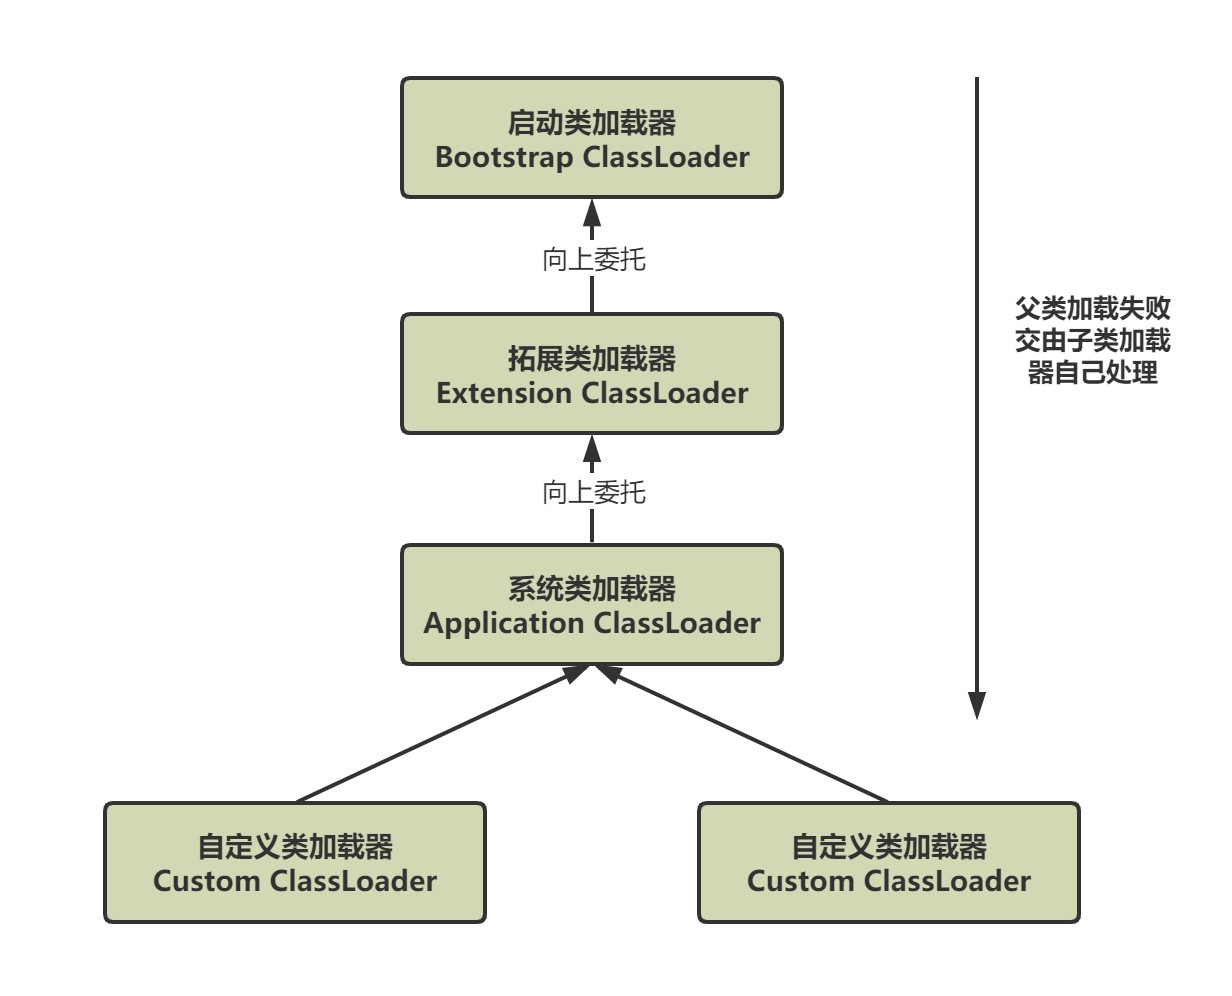 启动类加载器
Bootstrap ClassLoader
向上委托
拓展类加载器
Extension ClassLoader
父类加载失败
交由子类加载
器自己处理
向上委托
系统类加载器
Application ClassLoader
自定义类加载器
Custom ClassLoader
自定义类加载器
Custom ClassLoader